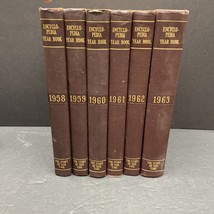 ENCYCLO-
PEDIA
YEAR BOOK
1958
ENCYCLO-
PEDIA
YEAR BOOK
1959
ENCYCLO-
PEDIA
YEAR BOOK
1960
ENCYCLO-
PEDIA
YEAR BOOK
1961
ENCYCLO-
PEDIA
YEAR BOOK
1962
ENCYCLO-
PEDIA
YEAR BOOK
1963